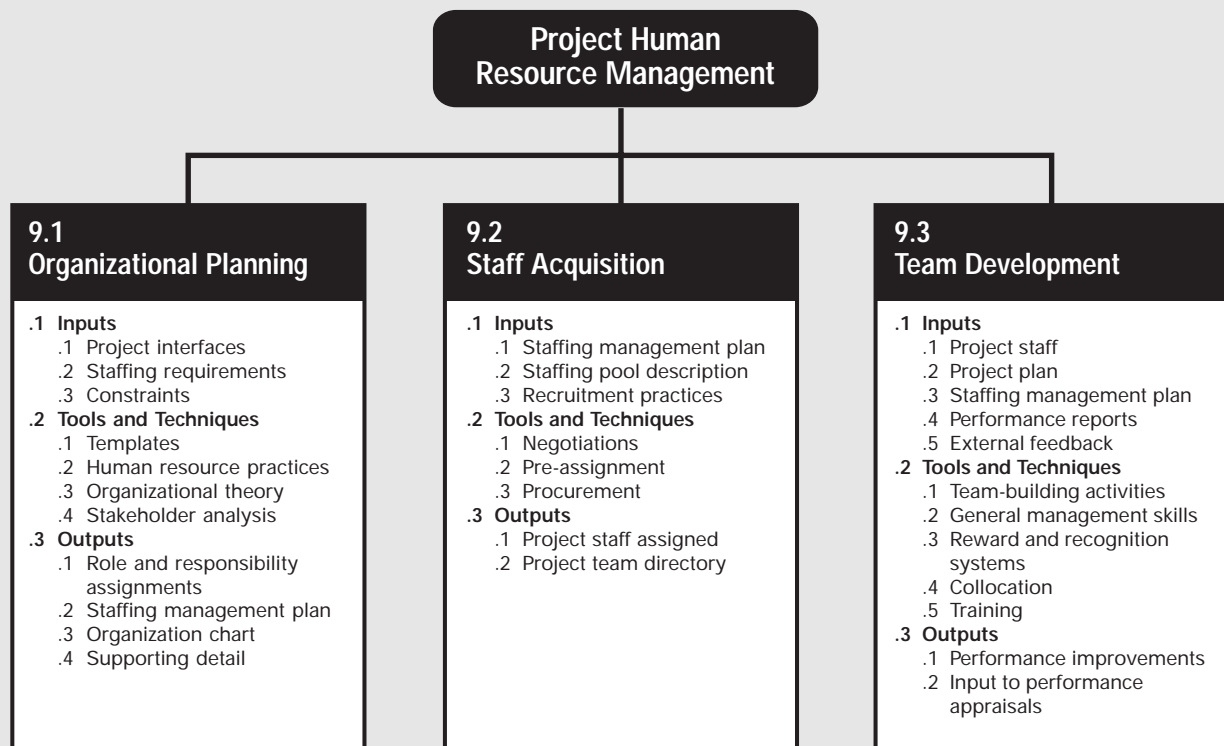 Project Human
Resource Management
9.1
Organizational Planning
.1 Inputs
.1 Project interfaces
.2 Staffing requirements
.3 Constraints
.2 Tools and Techniques
.1 Templates
.2 Human resource practices
.3 Organizational theory
.4 Stakeholder analysis
.3 Outputs
.1 Role and responsibility
assignments
.2 Staffing management plan
.3 Organization chart
.4 Supporting detail
9.2
Staff Acquisition
.1 Inputs
.1 Staffing management plan
.2 Staffing pool description
.3 Recruitment practices
.2 Tools and Techniques
.1 Negotiations
.2 Pre-assignment
.3 Procurement
.3 Outputs
.1 Project staff assigned
.2 Project team directory
9.3
Team Development
.1 Inputs
.1 Project staff
.2 Project plan
.3 Staffing management plan
.4 Performance reports
.5 External feedback
.2 Tools and Techniques
.1 Team-building activities
.2 General management skills
.3 Reward and recognition
systems
.4 Collocation
.5 Training
.3 Outputs
.1 Performance improvements
.2 Input to performance
appraisals